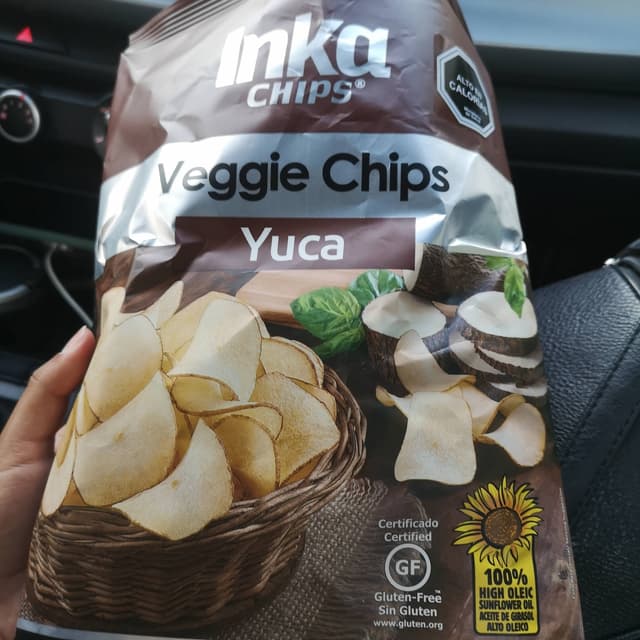 Inka
CHIPS®
ALTO EN
CALORÍAS
Veggie Chips
Yuca
Certificado
Certified
GF
Gluten-Free™
Sin Gluten
www.gluten.org
100%
HIGH OLEIC
SUNFLOWER OIL
ACEITE DE GIRASOL
ALTO OLEICO